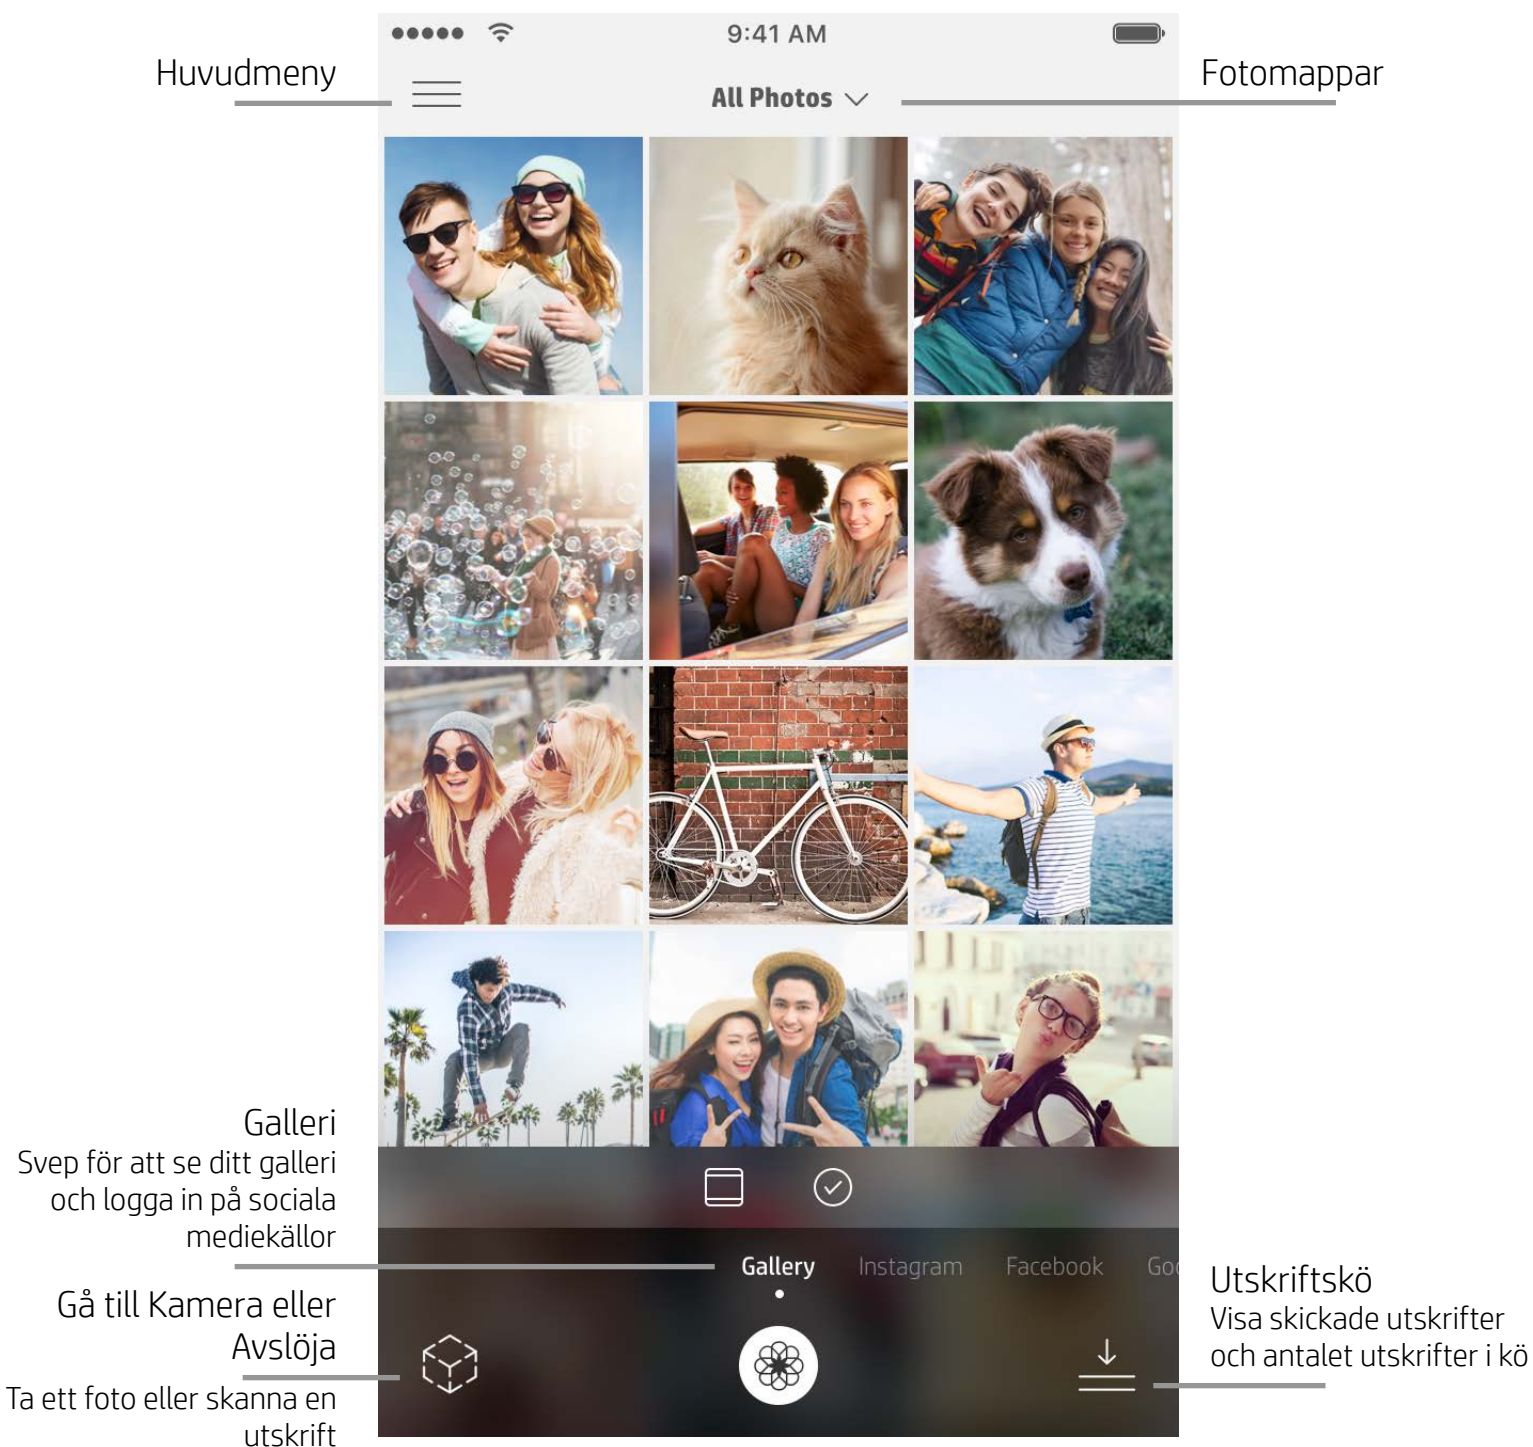 9:41 AM
Huvudmeny
All Photos
Fotomappar
Galleri
Svep för att se ditt galleri
och logga in på sociala
mediekällor
Gallery Instagram Facebook Goo
Gå till Kamera eller
Avslöja
Ta ett foto eller skanna en
utskrift
Utskriftskö
Visa skickade utskrifter
och antalet utskrifter i kö